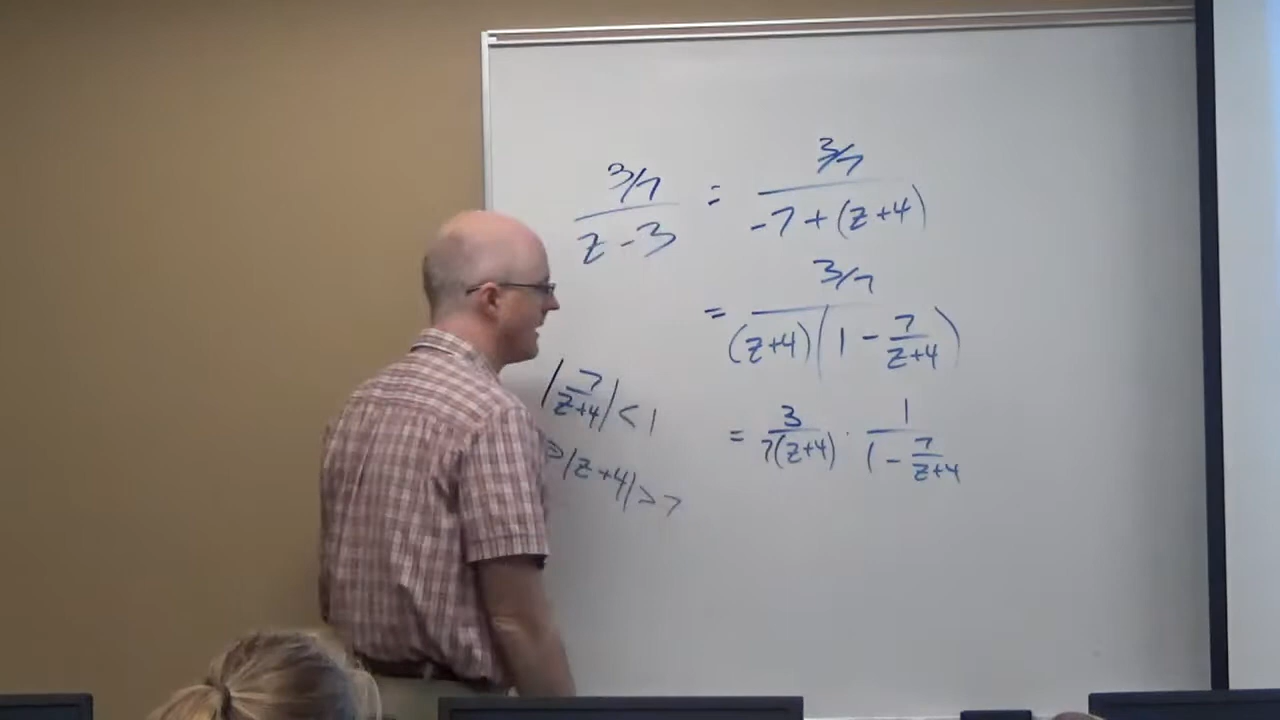 (3/7)/(z-3) = (3/7)/(-7+(z+4))
= (3/7)/((z+4)(1 - 7/(z+4)))
|7/(z+4)| < 1
= 3/(7(z+4)) · 1/(1 - 7/(z+4))
|z+4| > 7